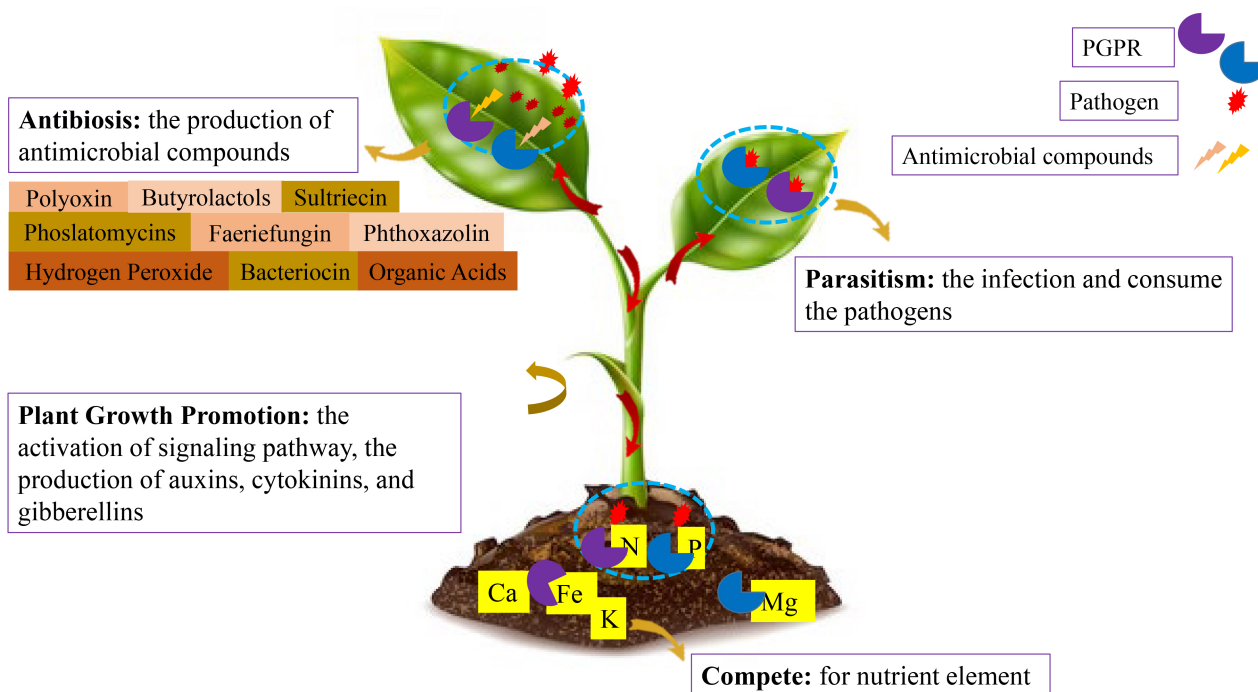 PGPR
Pathogen
Antimicrobial compounds
Antibiosis: the production of
antimicrobial compounds
Polyoxin Butyrolactols Sultriecin
Phoslatomycins Faeriefungin Phthoxazolin
Hydrogen Peroxide Bacteriocin Organic Acids
Parasitism: the infection and consume
the pathogens
Plant Growth Promotion: the
activation of signaling pathway, the
production of auxins, cytokinins, and
gibberellins
N P
Ca Fe Mg
K
Compete: for nutrient element